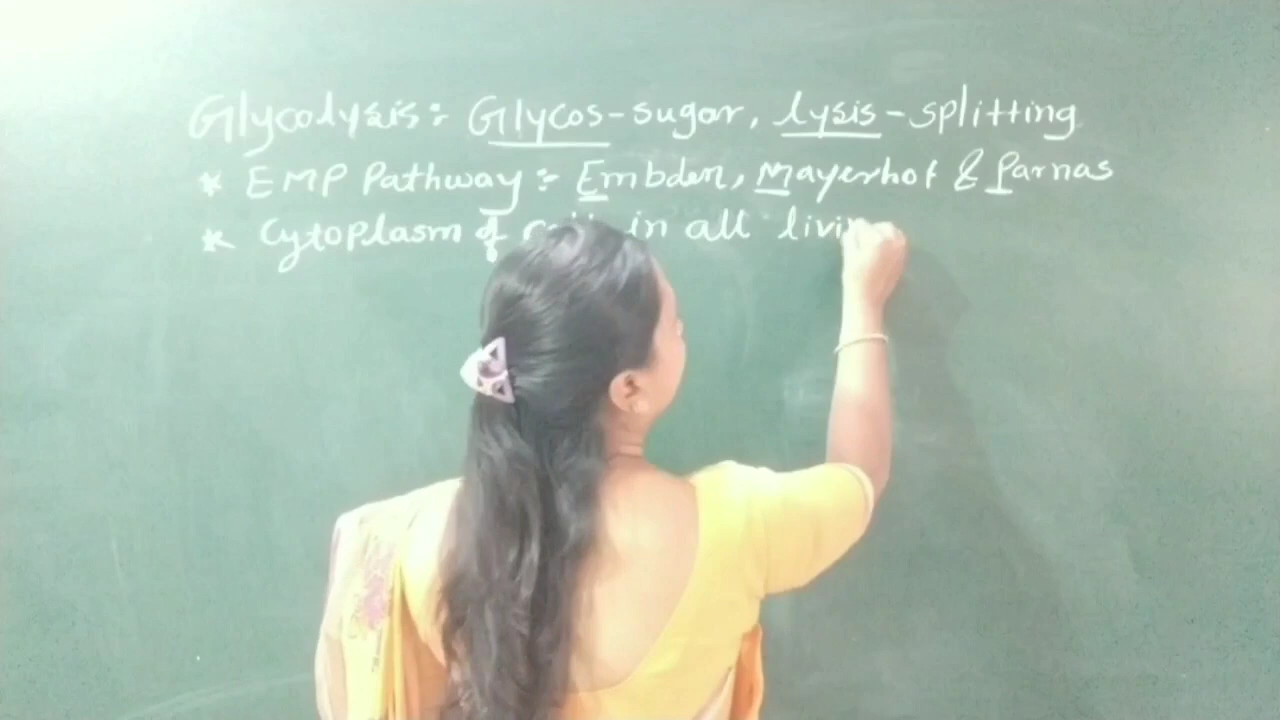 Glycolysis: Glycos-sugar, lysis-splitting
* EMP Pathway:- Embden, Mayerhof & Parnas
* Cytoplasm of in all